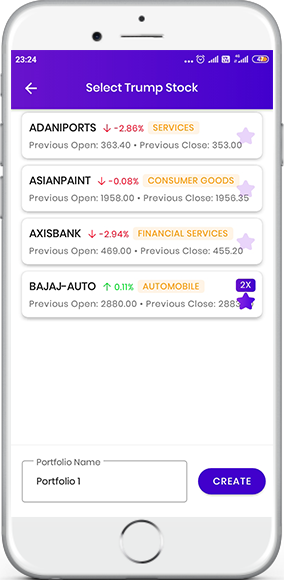 23:24
Select Trump Stock
ADANIPORTS ↓ -2.86% SERVICES
Previous Open: 363.40 • Previous Close: 353.00
ASIANPAINT ↓ -0.08% CONSUMER GOODS
Previous Open: 1958.00 • Previous Close: 1956.35
AXISBANK ↓ -2.94% FINANCIAL SERVICES
Previous Open: 469.00 • Previous Close: 455.20
BAJAJ-AUTO ↑ 0.11% AUTOMOBILE 2X
Previous Open: 2880.00 • Previous Close:
Portfolio Name
Portfolio 1
CREATE